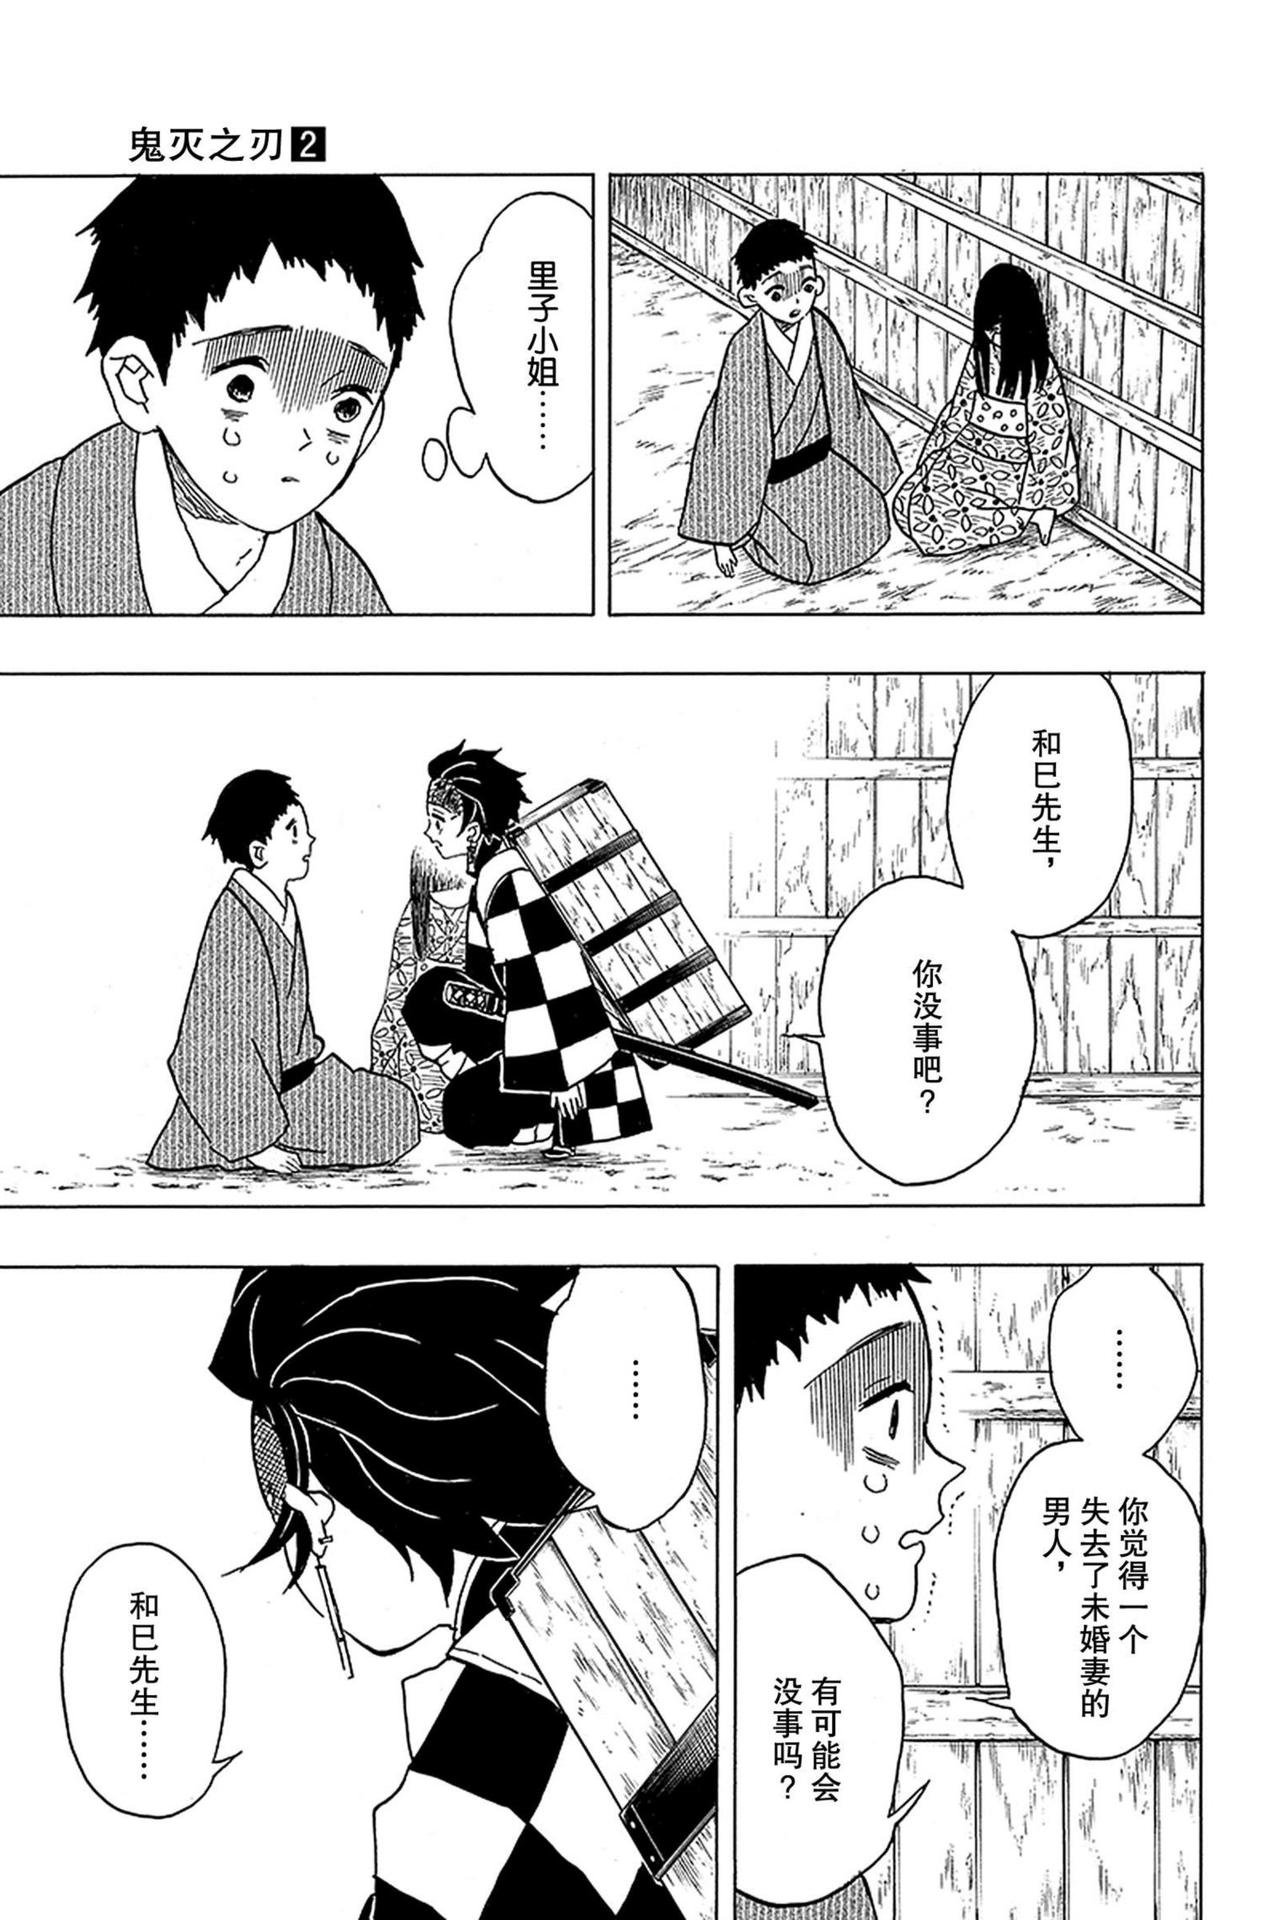 鬼灭之刃2
里子小姐……
和巳先生，
你没事吧？
……
你觉得一个
失去了未婚妻的
男人，
有可能会
没事吗？
……
和巳先生……